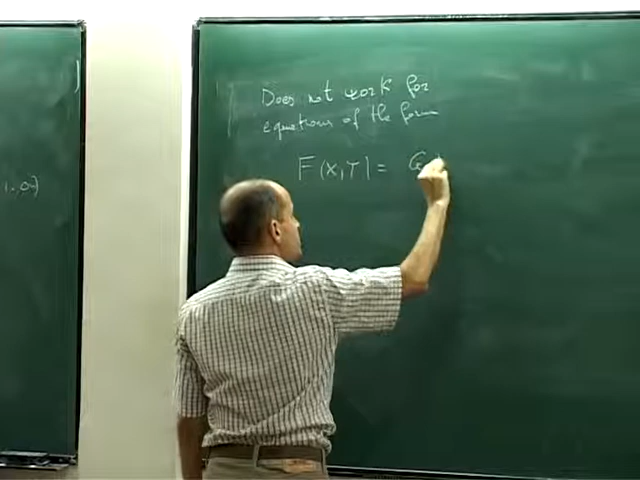 Does not work for
equations of the form
F(X,Y) = G